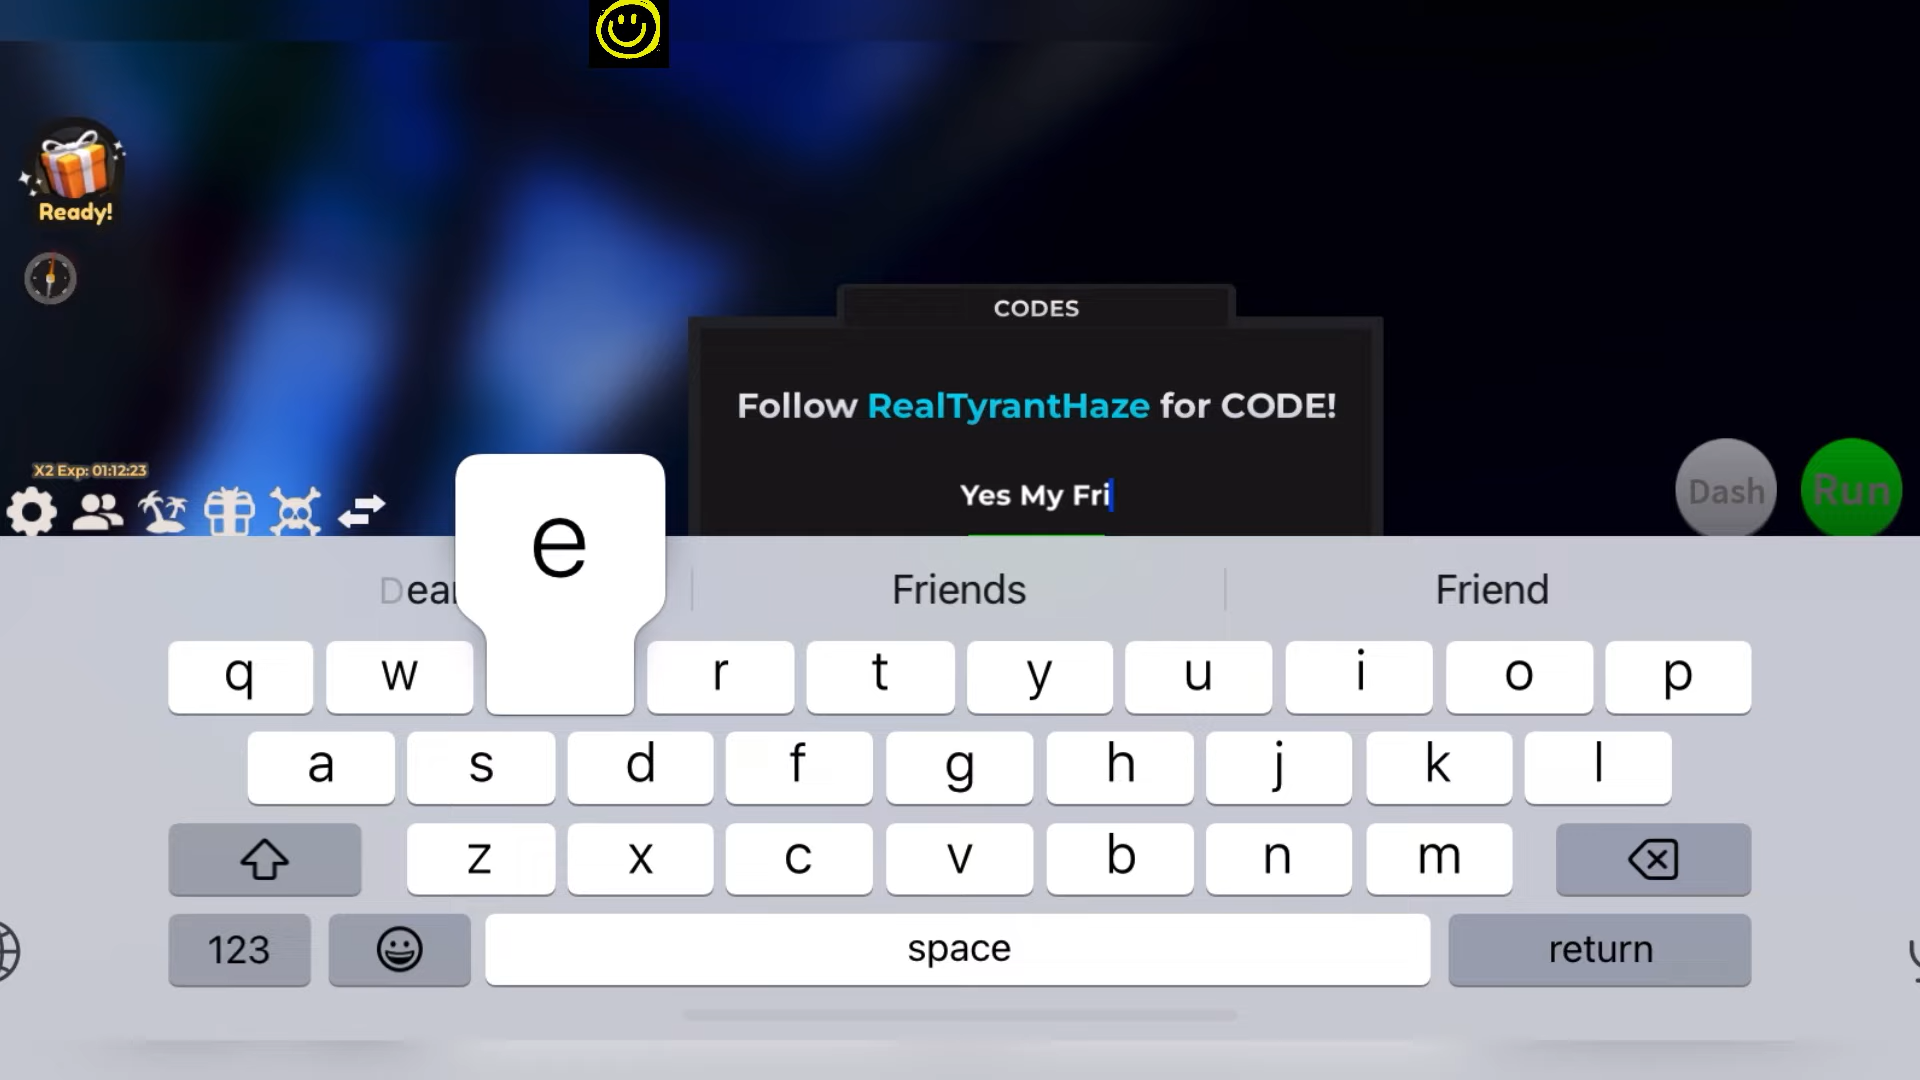 Ready!
CODES
Follow RealTyrantHaze for CODE!
X2 Exp: 01:12:23
Yes My Fri
Dash
Run
e
Dear
Friends
Friend
q w r t y u i o p
a s d f g h j k l
z x c v b n m
123
space
return